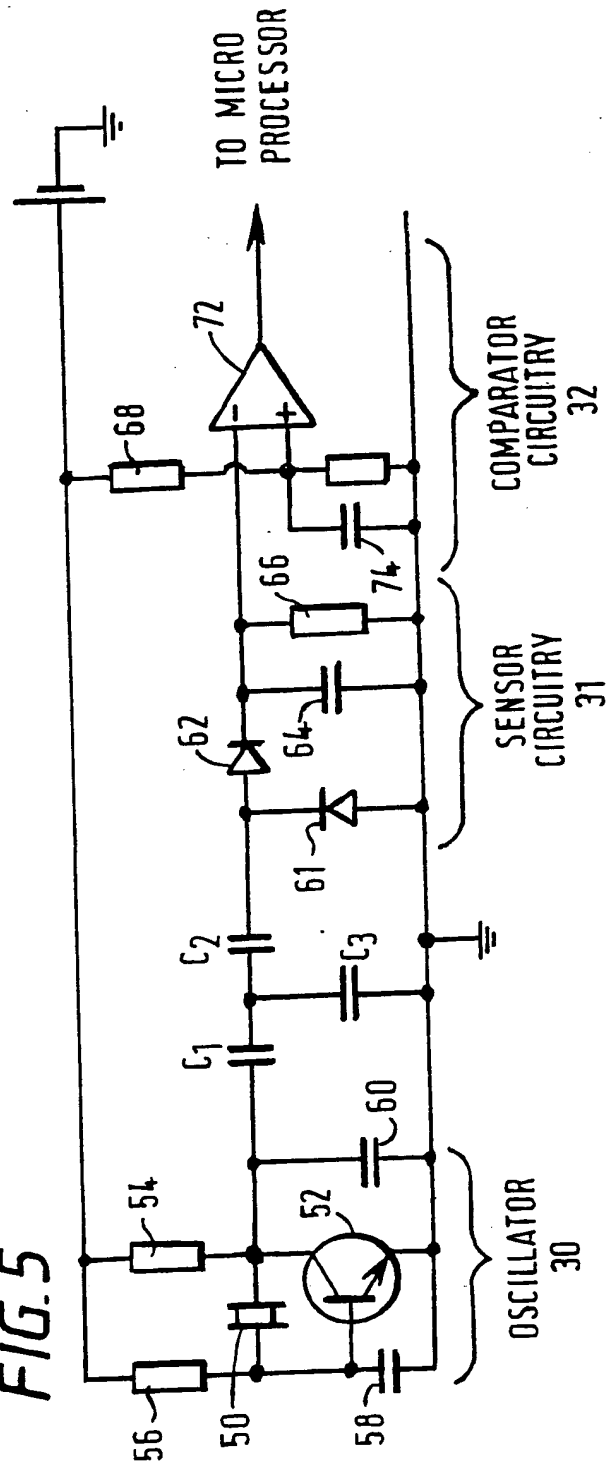 FIG.5
56
54
50
52
58
60
C1
C2
C3
61
62
64
66
68
74
72
TO MICRO
PROCESSOR
OSCILLATOR
30
SENSOR
CIRCUITRY
31
COMPARATOR
CIRCUITRY
32